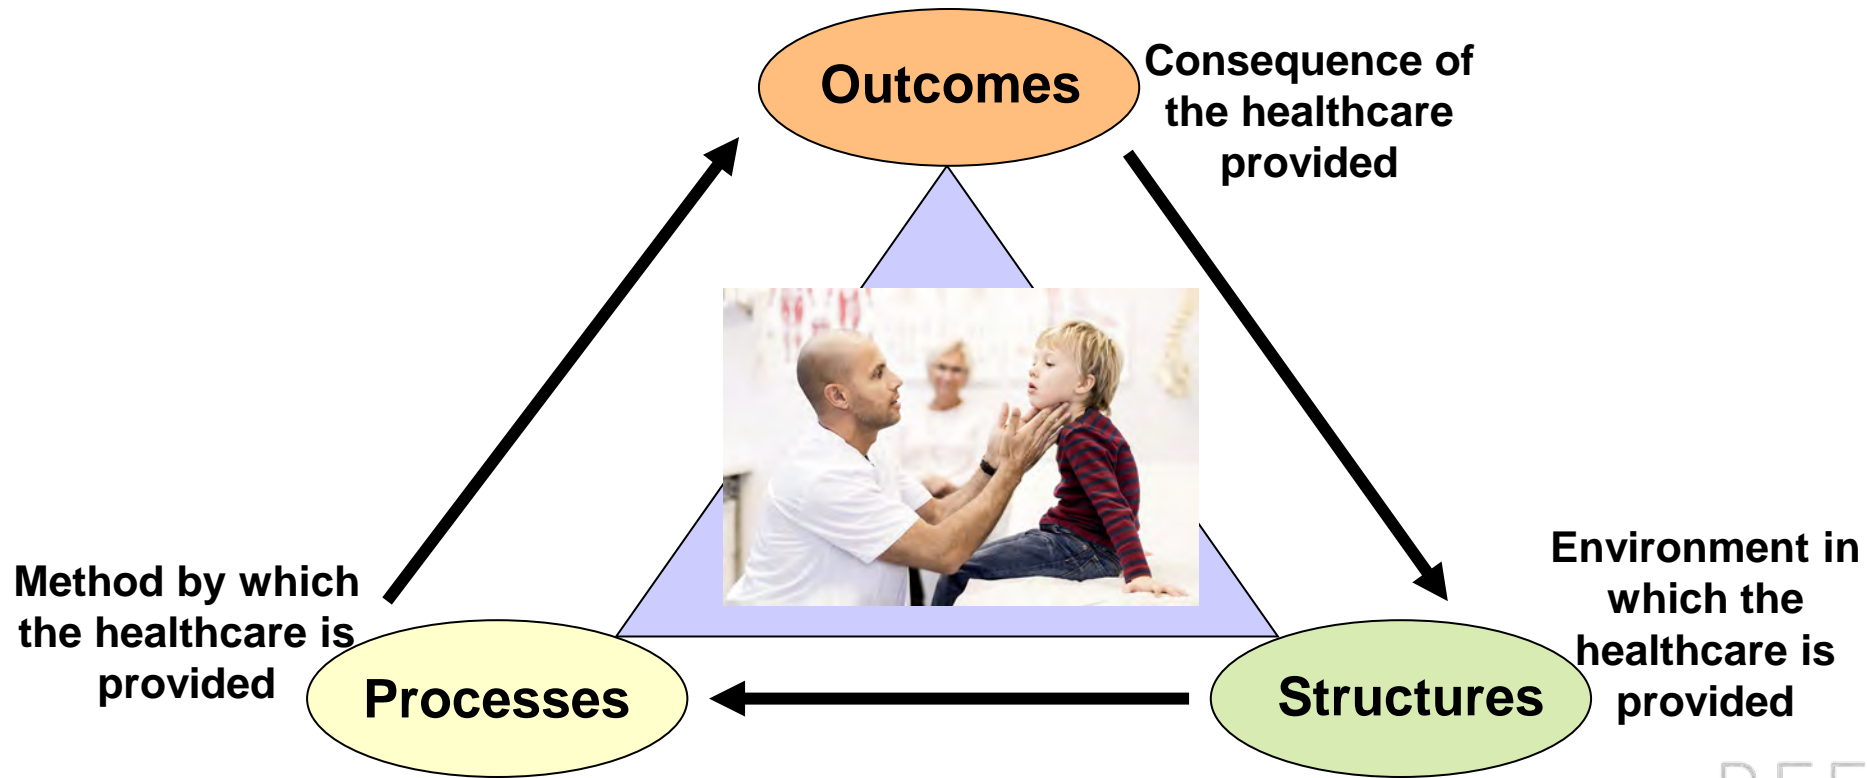 Outcomes
Consequence of
the healthcare
provided
Method by which
the healthcare is
provided
Processes
Structures
Environment in
which the
healthcare is
provided